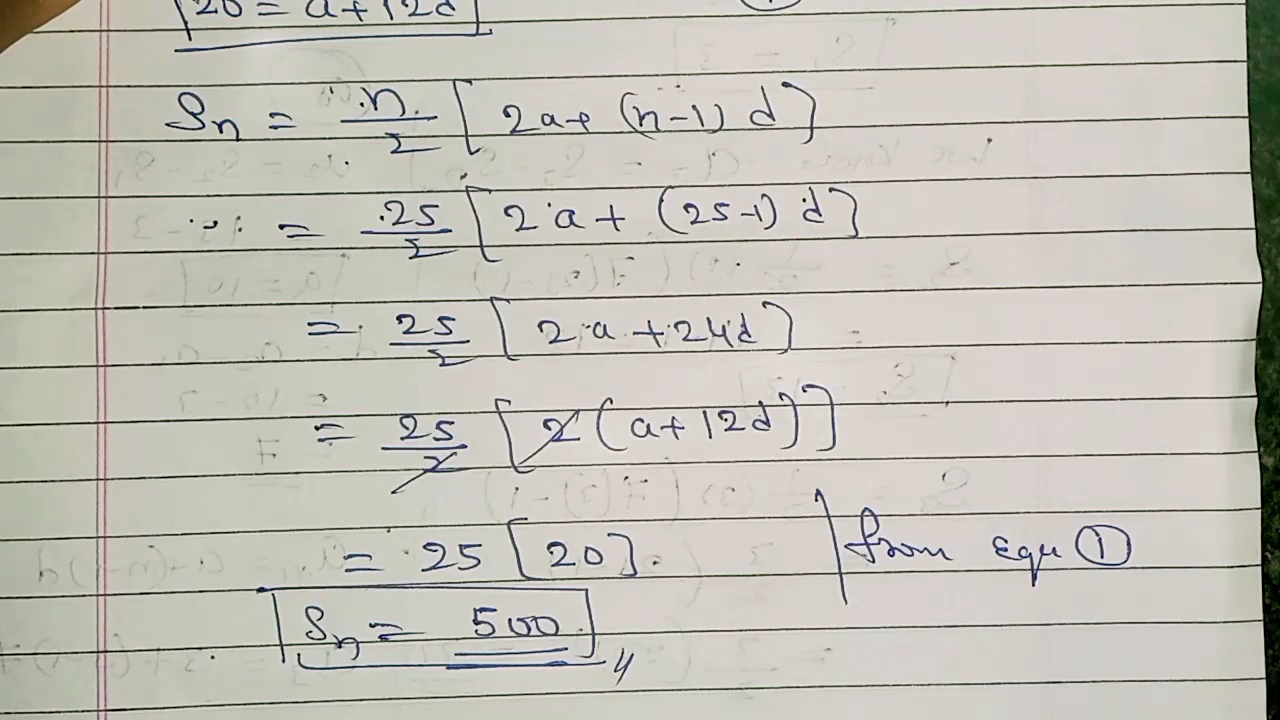 20 = a+12d ①
Sn = n/2 [ 2a+ (n-1) d ]
= 25/2 [ 2a + (25-1) d ]
= 25/2 [ 2a + 24d ]
= 25/2 [ 2 (a+12d) ]
= 25 [ 20 ]. | from equ ①
Sn = 500